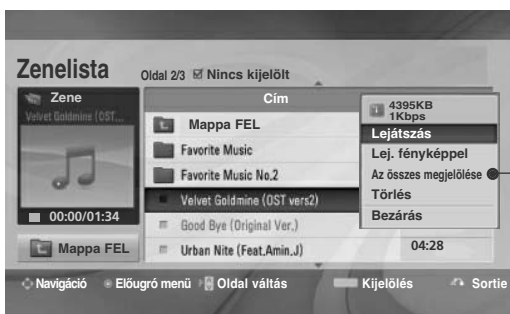 Zenelista
Oldal 2/3 Nincs kijelölt
Zene
Velvet Goldmine (OST...
00:00/01:34
Mappa FEL
Cím
Mappa FEL
Favorite Music
Favorite Music No.2
Velvet Goldmine (OST vers2)
Good Bye (Original Ver.)
Urban Nite (Feat.Amin.J)
04:28
4395KB
1Kbps
Lejátszás
Lej. fényképpel
Az összes megjelölése
Törlés
Bezárás
Navigáció Előugró menü Oldal váltás Kijelölés Sortie